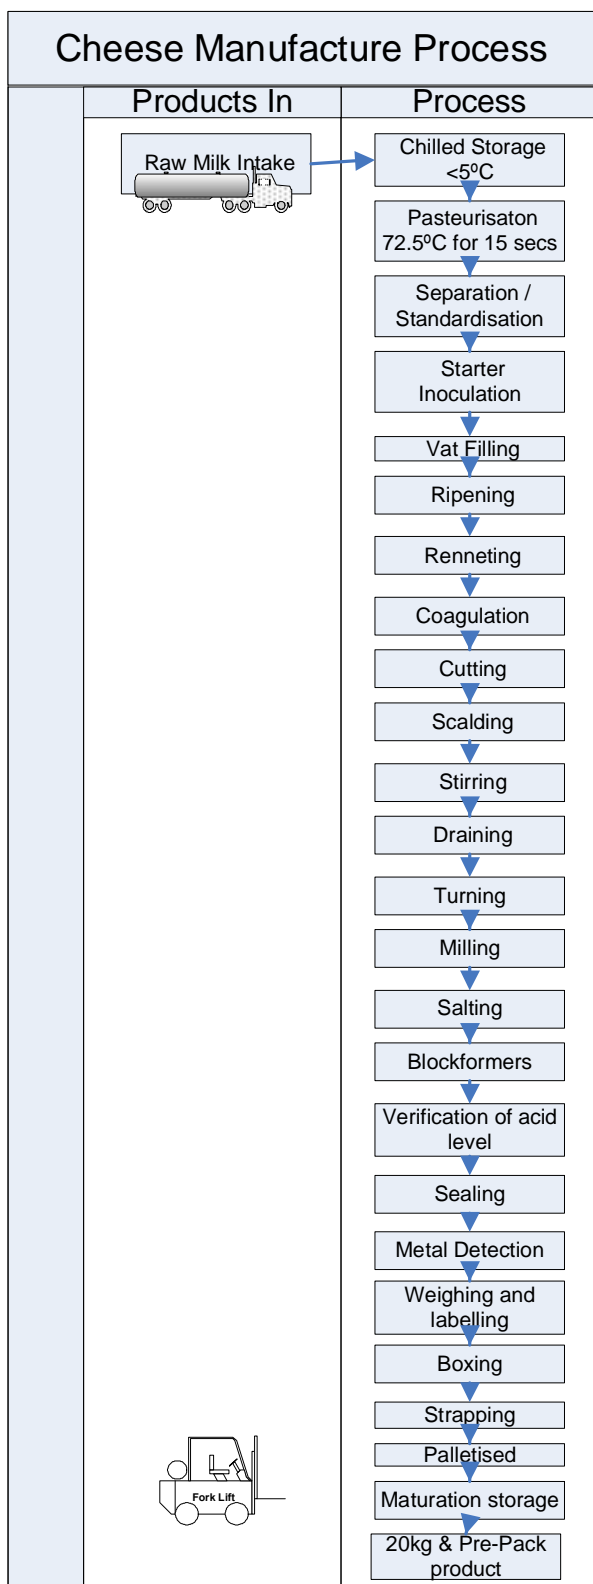 Cheese Manufacture Process
Products In
Process
Raw Milk Intake
Chilled Storage
<5ºC
Pasteurisaton
72.5ºC for 15 secs
Separation /
Standardisation
Starter
Inoculation
Vat Filling
Ripening
Renneting
Coagulation
Cutting
Scalding
Stirring
Draining
Turning
Milling
Salting
Blockformers
Verification of acid
level
Sealing
Metal Detection
Weighing and
labelling
Boxing
Strapping
Palletised
Fork Lift
Maturation storage
20kg & Pre-Pack
product